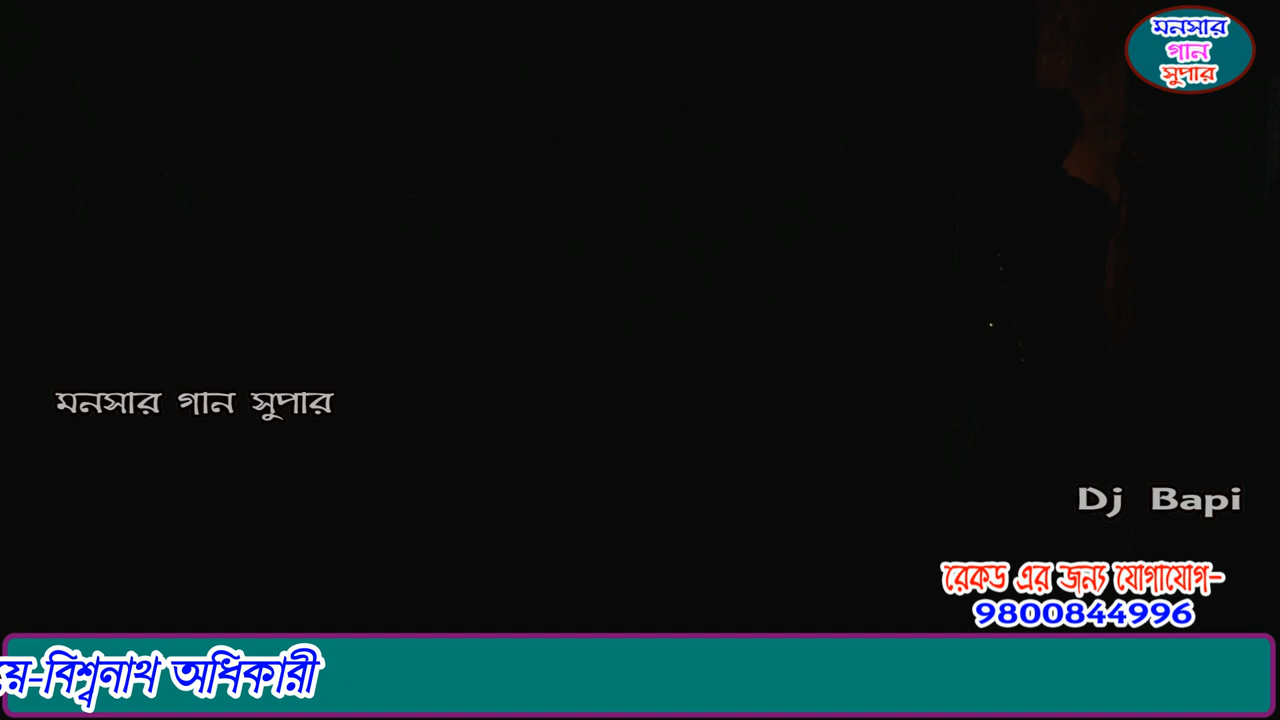 মনসার
গান
সুপার
মনসার গান সুপার
Dj Bapi
রেকড এর জন্য যোগাযোগ-
9800844996
য়ে-বিশ্বনাথ অধিকারী